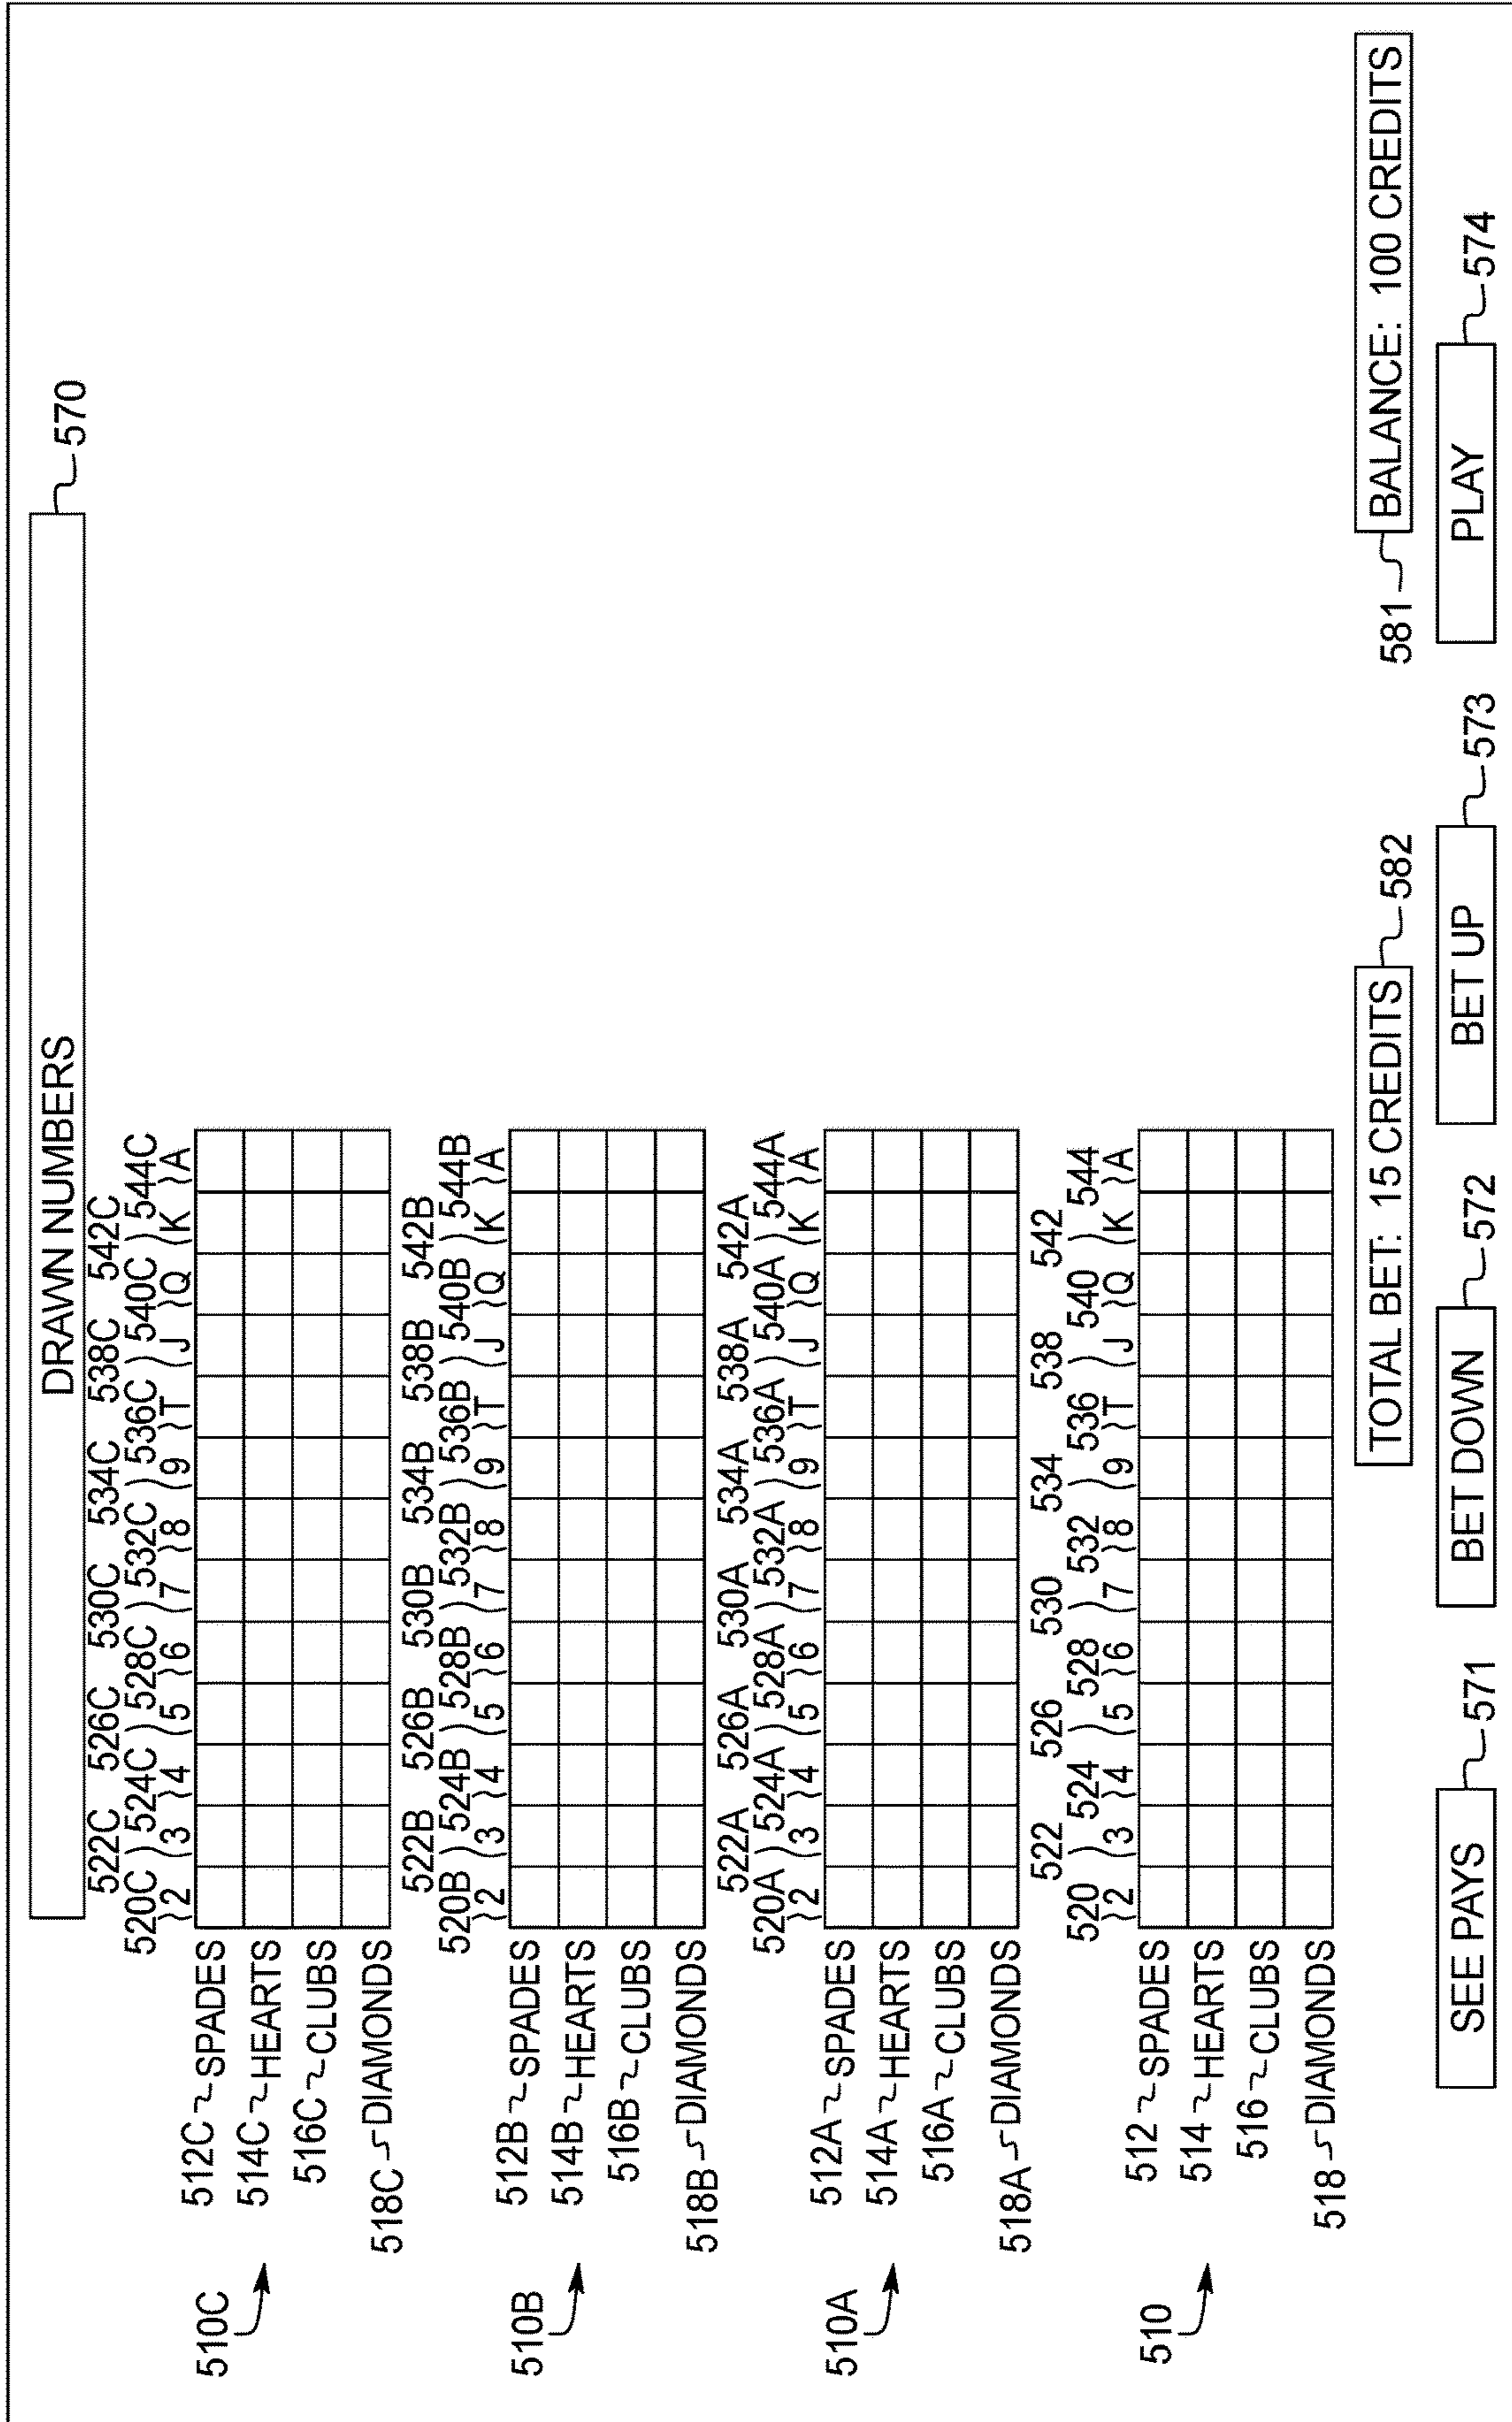 DRAWN NUMBERS
570
522C 526C 530C 534C 538C 542C
520C 524C 528C 532C 536C 540C 544C
2 3 4 5 6 7 8 9 T J Q K A
510C
512C SPADES
514C HEARTS
516C CLUBS
518C DIAMONDS
522B 526B 530B 534B 538B 542B
520B 524B 528B 532B 536B 540B 544B
2 3 4 5 6 7 8 9 T J Q K A
510B
512B SPADES
514B HEARTS
516B CLUBS
518B DIAMONDS
522A 526A 530A 534A 538A 542A
520A 524A 528A 532A 536A 540A 544A
2 3 4 5 6 7 8 9 T J Q K A
510A
512A SPADES
514A HEARTS
516A CLUBS
518A DIAMONDS
522 526 530 534 538 542
520 524 528 532 536 540 544
2 3 4 5 6 7 8 9 T J Q K A
510
512 SPADES
514 HEARTS
516 CLUBS
518 DIAMONDS
TOTAL BET: 15 CREDITS 582
581 BALANCE: 100 CREDITS
SEE PAYS 571
BET DOWN 572
BET UP 573
PLAY 574